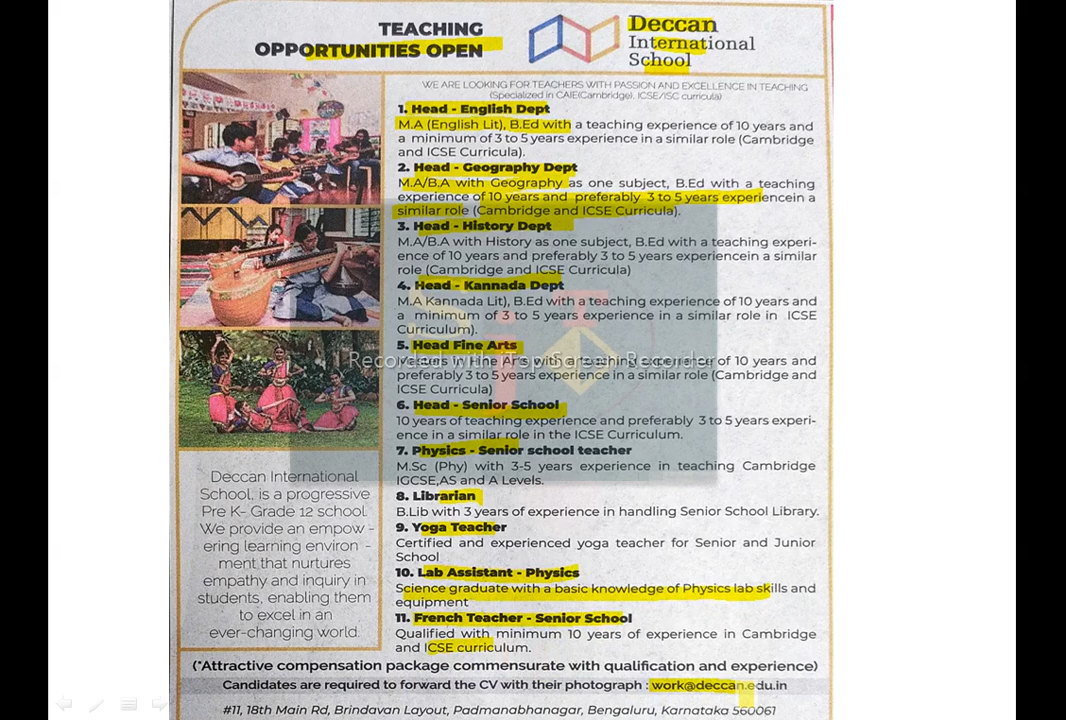 TEACHING
OPPORTUNITIES OPEN
Deccan
International
School
WE ARE LOOKING FOR TEACHERS WITH PASSION AND EXCELLENCE IN TEACHING
(Specialized in CAIE(Cambridge), ICSE/ISC curricula)
1. Head - English Dept
M.A (English Lit), B.Ed with a teaching experience of 10 years and
a minimum of 3 to 5 years experience in a similar role (Cambridge
and ICSE Curricula).
2. Head - Geography Dept
M.A/B.A with Geography as one subject, B.Ed with a teaching
experience of 10 years and preferably 3 to 5 years experiencein a
similar role (Cambridge and ICSE Curricula).
3. Head - History Dept
M.A/B.A with History as one subject, B.Ed with a teaching experi-
ence of 10 years and preferably 3 to 5 years experiencein a similar
role (Cambridge and ICSE Curricula)
4. Head - Kannada Dept
M.A Kannada Lit), B.Ed with a teaching experience of 10 years and
a minimum of 3 to 5 years experience in a similar role in ICSE
Curriculum).
5. Head Fine Arts
in Fine Arts with a teaching experience of 10 years and
preferably 3 to 5 years experience in a similar role (Cambridge and
ICSE Curricula)
6. Head - Senior School
10 years of teaching experience and preferably 3 to 5 years experi-
ence in a similar role in the ICSE Curriculum.
7. Physics - Senior school teacher
M.Sc (Phy) with 3-5 years experience in teaching Cambridge
IGCSE,AS and A Levels.
8. Librarian
B.Lib with 3 years of experience in handling Senior School Library.
9. Yoga Teacher
Certified and experienced yoga teacher for Senior and Junior
School
10. Lab Assistant - Physics
Science graduate with a basic knowledge of Physics lab skills and
equipment
11. French Teacher - Senior School
Qualified with minimum 10 years of experience in Cambridge
and ICSE curriculum.
Recorded with iTop Screen Recorder
Deccan International
School, is a progressive
Pre K- Grade 12 school.
We provide an empow -
ering learning environ -
ment that nurtures
empathy and inquiry in
students, enabling them
to excel in an
ever-changing world.
(*Attractive compensation package commensurate with qualification and experience)
Candidates are required to forward the CV with their photograph : work@deccan.edu.in
#11, 18th Main Rd, Brindavan Layout, Padmanabhanagar, Bengaluru, Karnataka 560061